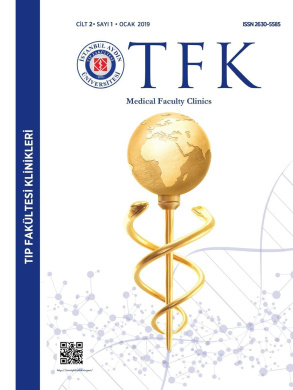 CİLT 2 • SAYI 1 • OCAK 2019
ISSN 2630-5585
İSTANBUL AYDIN
ÜNİVERSİTESİ
TFK
Medical Faculty Clinics
TIP FAKÜLTESİ KLİNİKLERİ